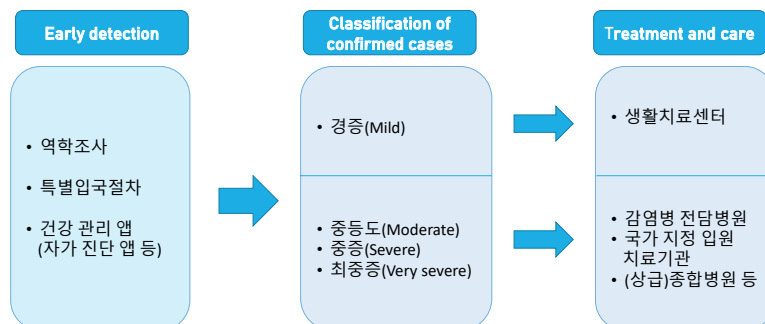 Early detection
• 역학조사
• 특별입국절차
• 건강 관리 앱
(자가 진단 앱 등)
Classification of
confirmed cases
• 경증(Mild)
• 중등도(Moderate)
• 중증(Severe)
• 최중증(Very severe)
Treatment and care
• 생활치료센터
• 감염병 전담병원
• 국가 지정 입원
치료기관
• (상급)종합병원 등